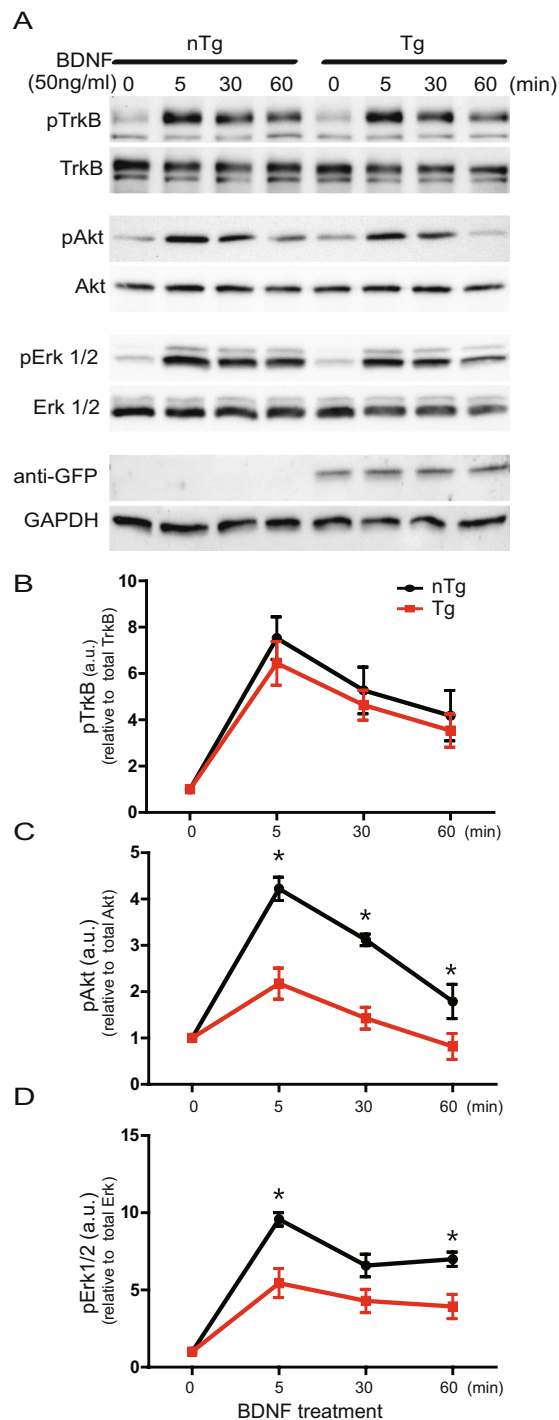 A
BDNF
(50ng/ml)
nTg Tg
0 5 30 60 0 5 30 60 (min)
pTrkB
TrkB
pAkt
Akt
pErk 1/2
Erk 1/2
anti-GFP
GAPDH
B
nTg
Tg
pTrkB (a.u.)
(relative to total TrkB)
10
8
6
4
2
0
0 5 30 60 (min)
C
pAkt (a.u.)
(relative to total Akt)
5
4
3
2
1
0
* * *
0 5 30 60 (min)
D
pErk1/2 (a.u.)
(relative to total Erk)
15
10
5
0
* *
0 5 30 60 (min)
BDNF treatment